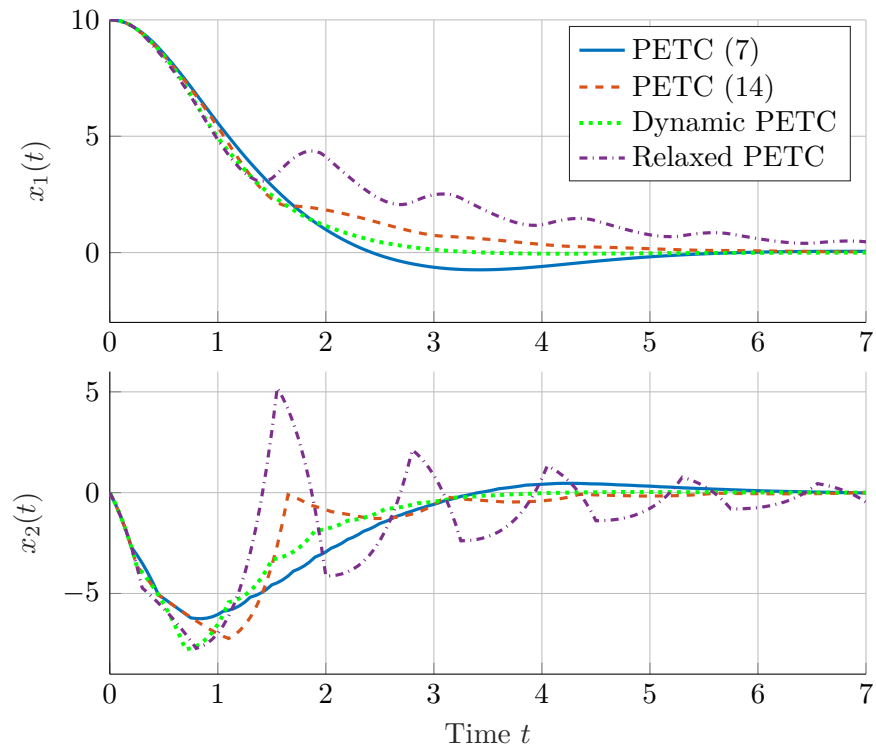 10
5
0
x₁(t)
PETC (7)
PETC (14)
Dynamic PETC
Relaxed PETC
0 1 2 3 4 5 6 7
5
0
−5
x₂(t)
0 1 2 3 4 5 6 7
Time t